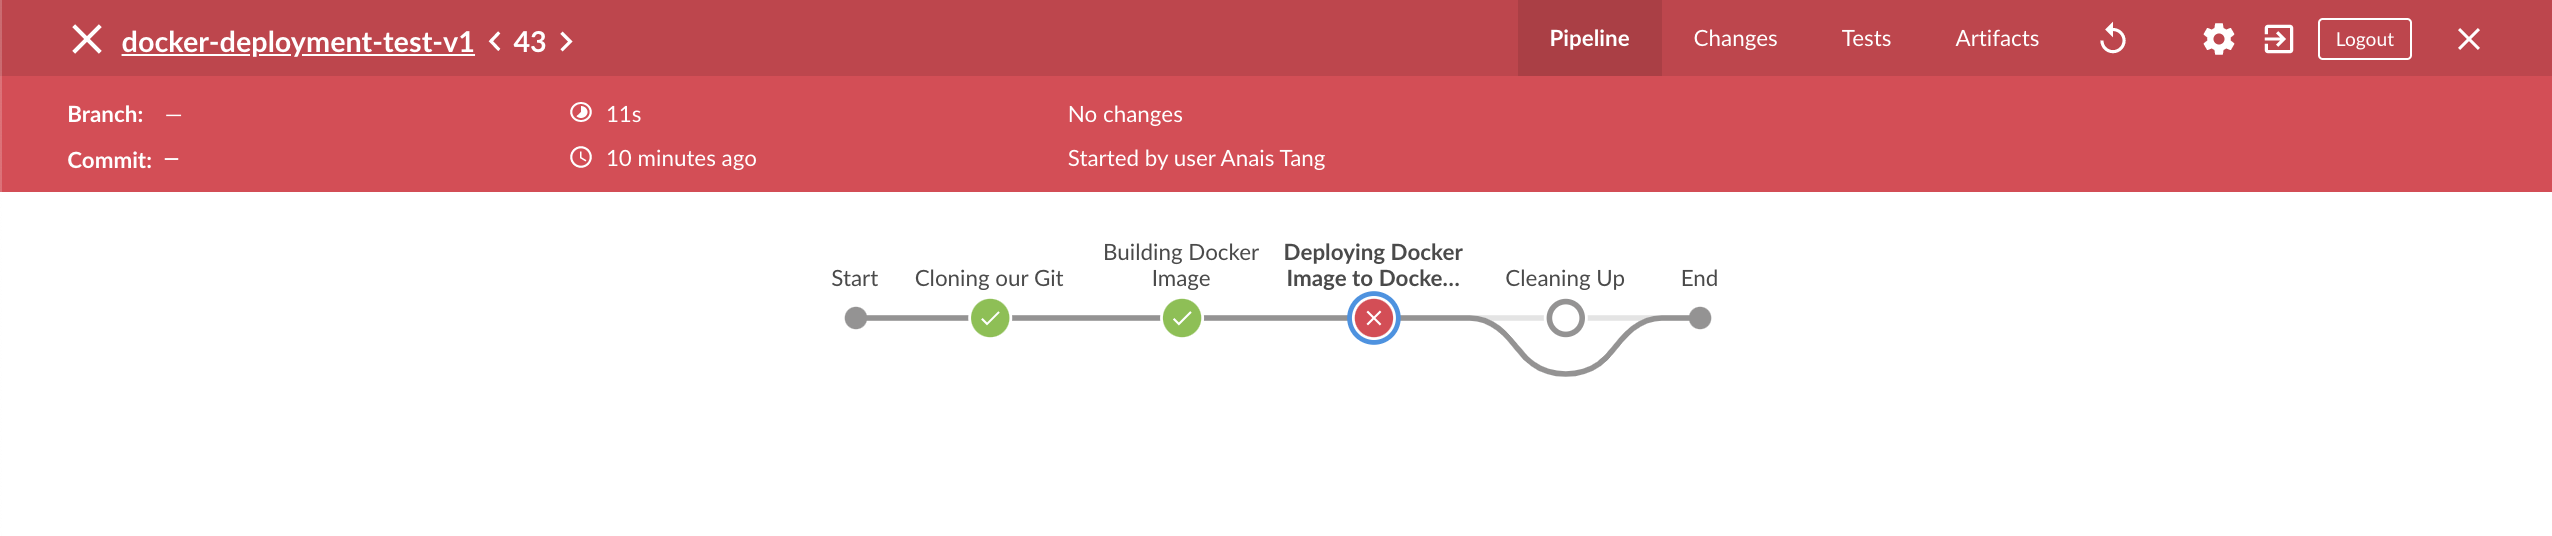 docker-deployment-test-v1 < 43 >
Pipeline Changes Tests Artifacts Logout
Branch: —
11s
No changes
Commit: —
10 minutes ago
Started by user Anais Tang
Start
Cloning our Git
Building Docker
Image
Deploying Docker
Image to Docke...
Cleaning Up
End